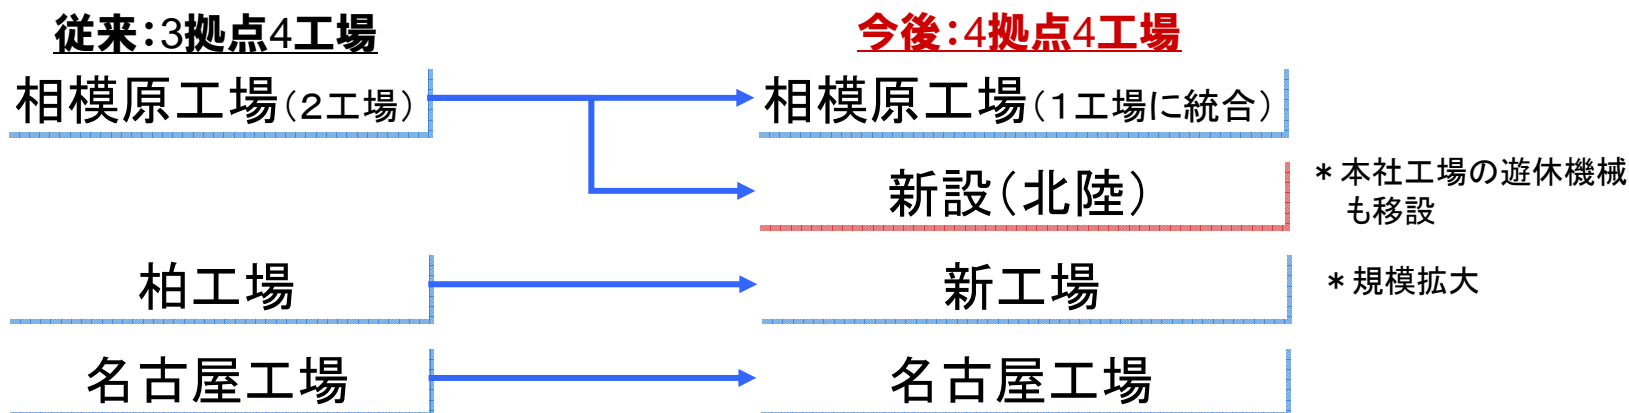 従来：3拠点4工場
今後：4拠点4工場
相模原工場（２工場）
相模原工場（１工場に統合）
新設（北陸）
＊本社工場の遊休機械
も移設
柏工場
新工場
＊規模拡大
名古屋工場
名古屋工場